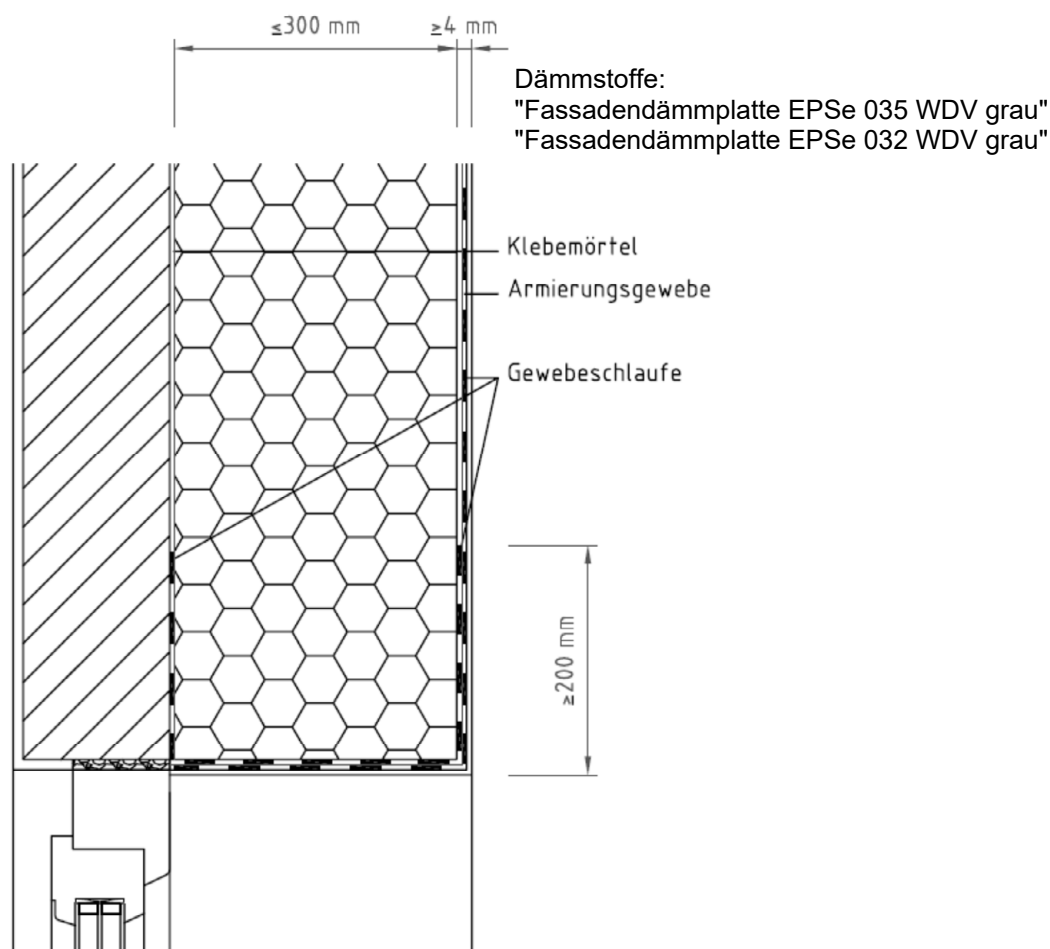 ≤300 mm
≥4 mm
Dämmstoffe:
"Fassadendämmplatte EPSe 035 WDV grau"
"Fassadendämmplatte EPSe 032 WDV grau"
Klebemörtel
Armierungsgewebe
Gewebeschlaufe
≥200 mm